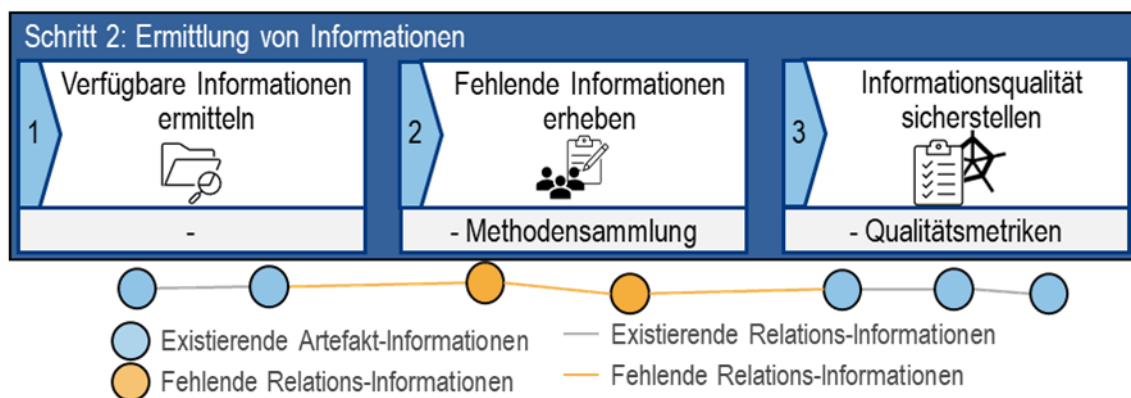 Schritt 2: Ermittlung von Informationen
1
Verfügbare Informationen
ermitteln
-
2
Fehlende Informationen
erheben
- Methodensammlung
3
Informationsqualität
sicherstellen
- Qualitätsmetriken
Existierende Artefakt-Informationen
Existierende Relations-Informationen
Fehlende Relations-Informationen
Fehlende Relations-Informationen